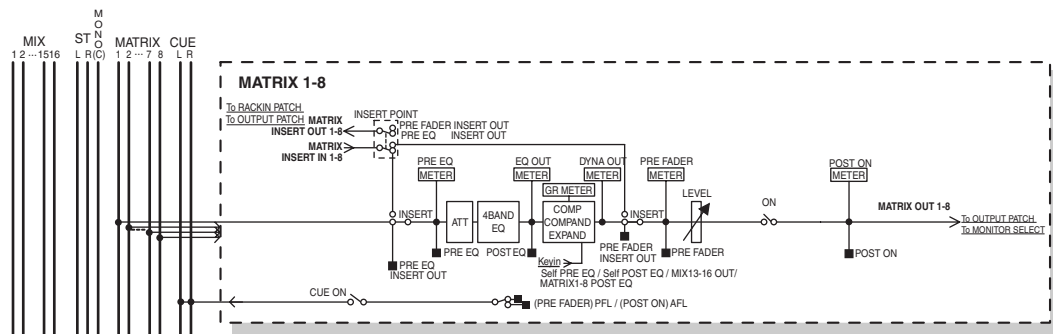 MONO
MIX ST MATRIX CUE
1 2 ···1516 L R (C) 1 2 ··· 7 8 L R
MATRIX 1-8
To RACKIN PATCH
To OUTPUT PATCH MATRIX
INSERT OUT 1-8
MATRIX
INSERT IN 1-8
INSERT POINT
PRE FADER INSERT OUT
PRE EQ INSERT OUT
PRE EQ
METER
EQ OUT
METER
DYNA OUT
METER
PRE FADER
METER
POST ON
METER
GR METER
LEVEL
INSERT
ATT
4BAND
EQ
COMP
COMPAND
EXPAND
INSERT
ON
MATRIX OUT 1-8
To OUTPUT PATCH
To MONITOR SELECT
PRE EQ
INSERT OUT
PRE EQ
POST EQ
PRE FADER
INSERT OUT
PRE FADER
POST ON
Keyin
Self PRE EQ / Self POST EQ / MIX13-16 OUT/
MATRIX1-8 POST EQ
CUE ON
(PRE FADER) PFL / (POST ON) AFL